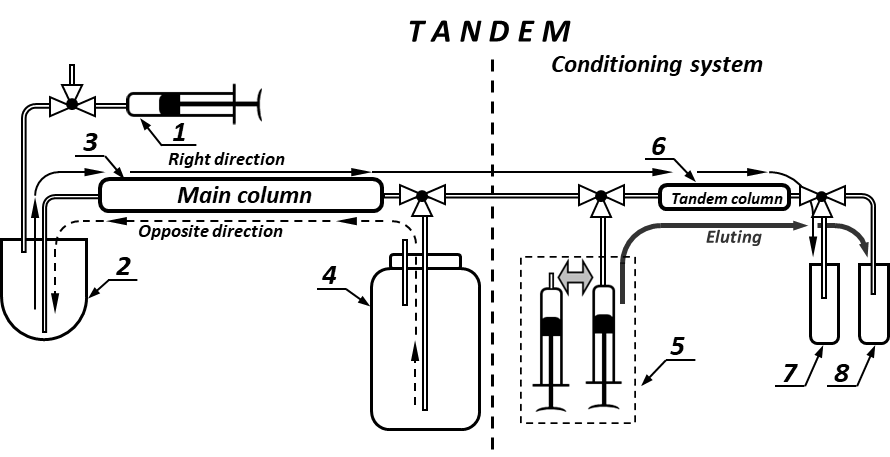 TANDEM
Conditioning system
1
3
Right direction
6
Main column
Tandem column
Opposite direction
Eluting
2
4
5
7
8